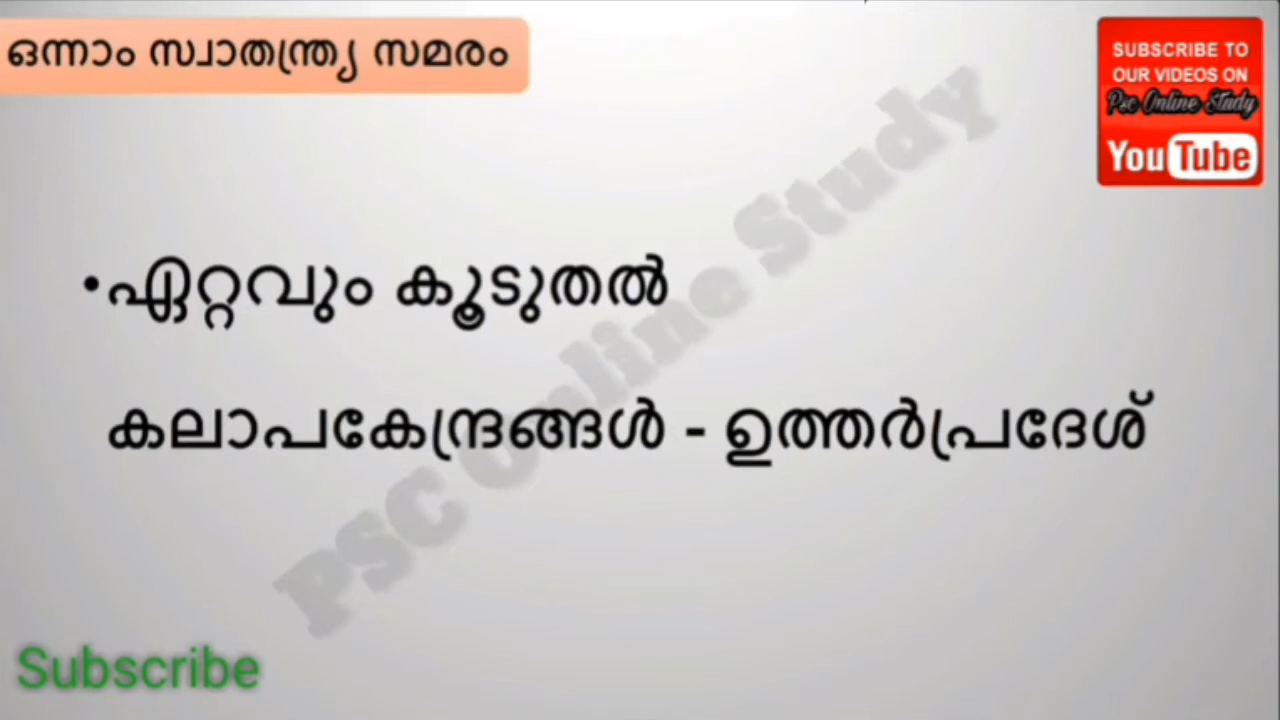 ഒന്നാം സ്വാതന്ത്ര്യ സമരം
SUBSCRIBE TO
OUR VIDEOS ON
Psc Online Study
YouTube
•ഏറ്റവും കൂടുതൽ
കലാപകേന്ദ്രങ്ങൾ - ഉത്തർപ്രദേശ്
PSC Online Study
Subscribe